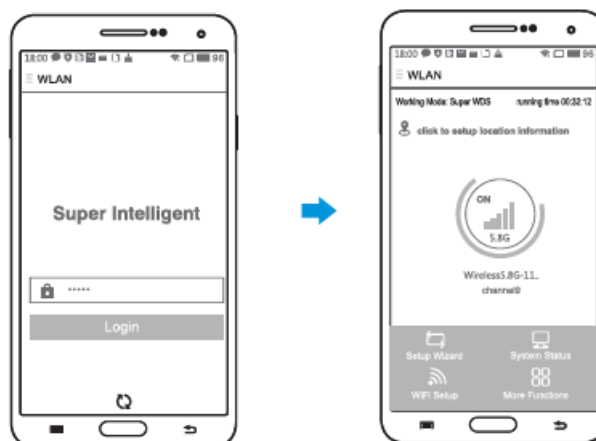 18:00 96
WLAN
Super Intelligent
*****
Login
18:00 96
WLAN
Working Mode: Super WDS running time 00:32:12
click to setup location information
ON
5.8G
Wireless5.8G-11..
channel9
Setup Wizard System Status
WiFi Setup More Functions